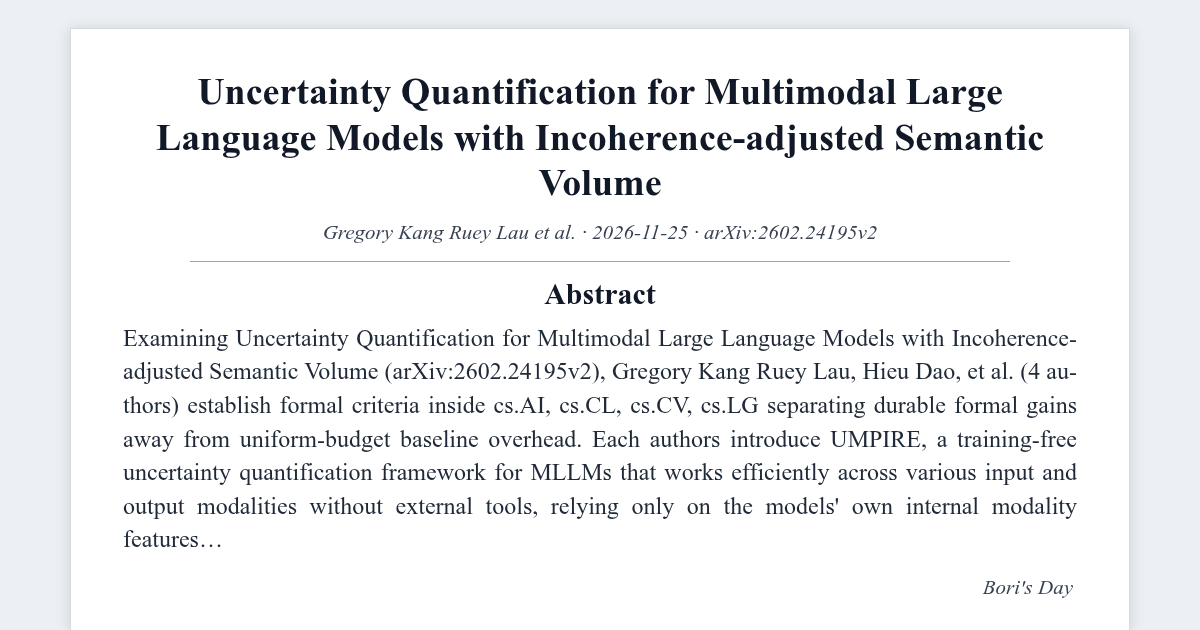 Uncertainty Quantification for Multimodal Large
Language Models with Incoherence-adjusted Semantic
Volume
Gregory Kang Ruey Lau et al. · 2026-11-25 · arXiv:2602.24195v2
Abstract
Examining Uncertainty Quantification for Multimodal Large Language Models with Incoherence-
adjusted Semantic Volume (arXiv:2602.24195v2), Gregory Kang Ruey Lau, Hieu Dao, et al. (4 au-
thors) establish formal criteria inside cs.AI, cs.CL, cs.CV, cs.LG separating durable formal gains
away from uniform-budget baseline overhead. Each authors introduce UMPIRE, a training-free
uncertainty quantification framework for MLLMs that works efficiently across various input and
output modalities without external tools, relying only on the models' own internal modality
features…
Bori's Day